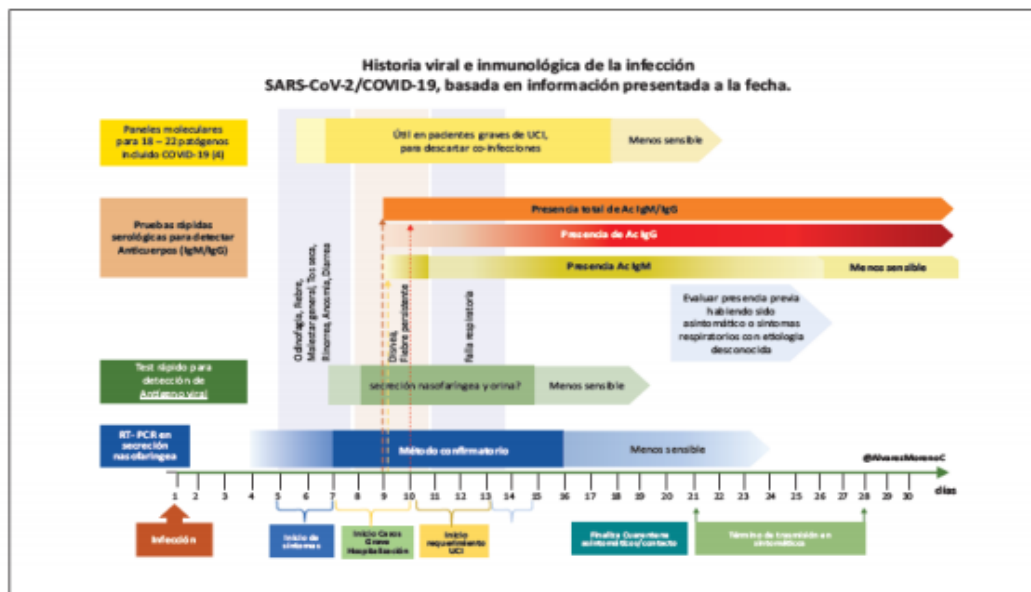 Historia viral e inmunológica de la infección
SARS-CoV-2/COVID-19, basada en información presentada a la fecha.
Paneles moleculares
para 18 – 22 patógenos
incluido COVID-19 (4)
Útil en pacientes graves de UCI,
para descartar co-infecciones
Menos sensible
Pruebas rápidas
serológicas para detectar
Anticuerpos (IgM/IgG)
Presencia total de Ac IgM/IgG
Presencia de Ac IgG
Presencia Ac IgM
Menos sensible
Odinofagia, Fiebre,
Malestar general, Tos seca,
Rinorrea, Anosmia, Diarrea
Disnea,
Fiebre persistente
Falla respiratoria
Evaluar presencia previa
habiendo sido
asintomático o síntomas
respiratorios con etiología
desconocida
Test rápido para
detección de
Antígeno viral
secreción nasofaríngea y orina?
Menos sensible
RT- PCR en
secreción
nasofaríngea
Método confirmatorio
Menos sensible
@AlvaroMorenoC
1 2 3 4 5 6 7 8 9 10 11 12 13 14 15 16 17 18 19 20 21 22 23 24 25 26 27 28 29 30
días
Infección
Inicio de
síntomas
Inicio Casos
Grave
Hospitalización
Inicio
requerimiento
UCI
Finaliza Cuarentena
asintomáticos/contacto
Término de trasmisión en
sintomáticos